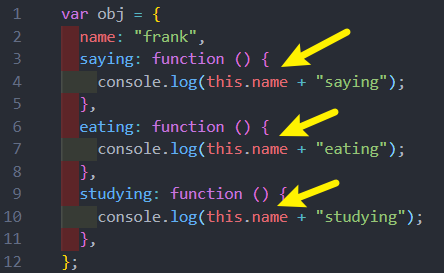 1 var obj = {
2 name: "frank",
3 saying: function () {
4 console.log(this.name + "saying");
5 },
6 eating: function () {
7 console.log(this.name + "eating");
8 },
9 studying: function () {
10 console.log(this.name + "studying");
11 },
12 };